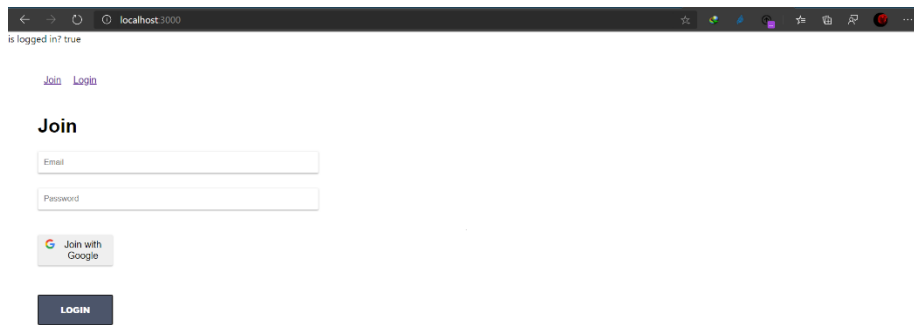 localhost:3000
is logged in? true
Join Login
Join
Email
Password
Join with
Google
LOGIN